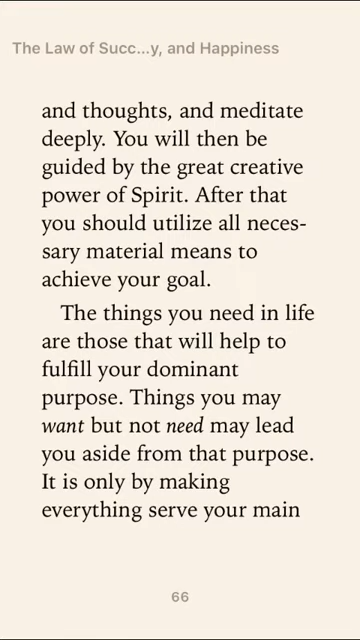 The Law of Succ...y, and Happiness
and thoughts, and meditate
deeply. You will then be
guided by the great creative
power of Spirit. After that
you should utilize all neces-
sary material means to
achieve your goal.
The things you need in life
are those that will help to
fulfill your dominant
purpose. Things you may
want but not need may lead
you aside from that purpose.
It is only by making
everything serve your main
66